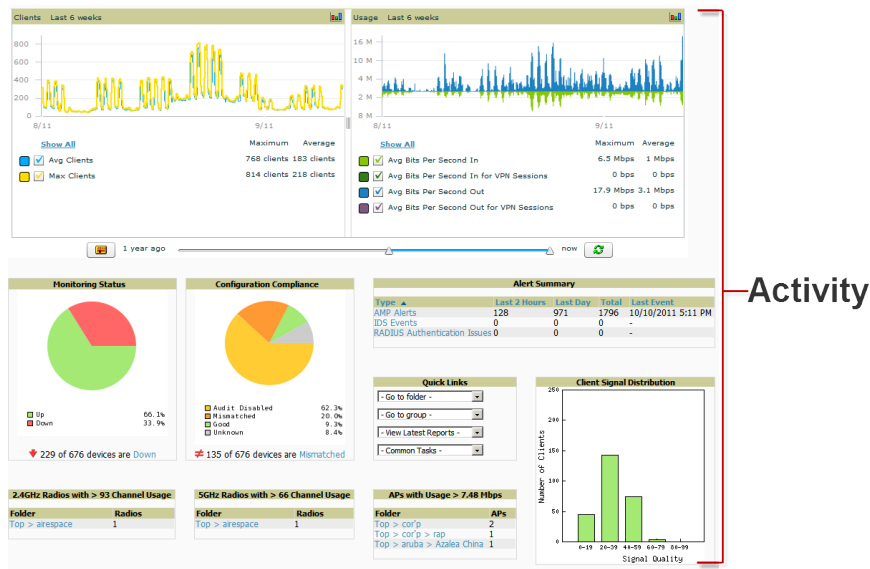 Clients Last 6 weeks
800
600
400
200
0
8/11 9/11
Show All Maximum Average
Avg Clients 768 clients 183 clients
Max Clients 814 clients 218 clients
Usage Last 6 weeks
16 M
10 M
4 M
2 M
8 M
8/11 9/11
Show All Maximum Average
Avg Bits Per Second In 6.5 Mbps 1 Mbps
Avg Bits Per Second In for VPN Sessions 0 bps 0 bps
Avg Bits Per Second Out 17.9 Mbps 3.1 Mbps
Avg Bits Per Second Out for VPN Sessions 0 bps 0 bps
1 year ago now
Activity
Monitoring Status
Up 66.1%
Down 33.9%
229 of 676 devices are Down
Configuration Compliance
Audit Disabled 62.3%
Mismatched 20.0%
Good 9.3%
Unknown 8.4%
135 of 676 devices are Mismatched
Alert Summary
Type Last 2 Hours Last Day Total Last Event
AMP Alerts 128 971 1796 10/10/2011 5:11 PM
IDS Events 0 0 0 -
RADIUS Authentication Issues 0 0 0 -
Quick Links
- Go to folder -
- Go to group -
- View Latest Reports -
- Common Tasks -
Client Signal Distribution
250
200
150
100
50
0
Number of Clients
0-19 20-39 40-59 60-79 80-99
Signal Quality
2.4GHz Radios with > 93 Channel Usage
Folder Radios
Top > airespace 1
5GHz Radios with > 66 Channel Usage
Folder Radios
Top > airespace 1
APs with Usage > 7.48 Mbps
Folder APs
Top > cor'p 2
Top > cor'p > rap 1
Top > aruba > Azalea China 1